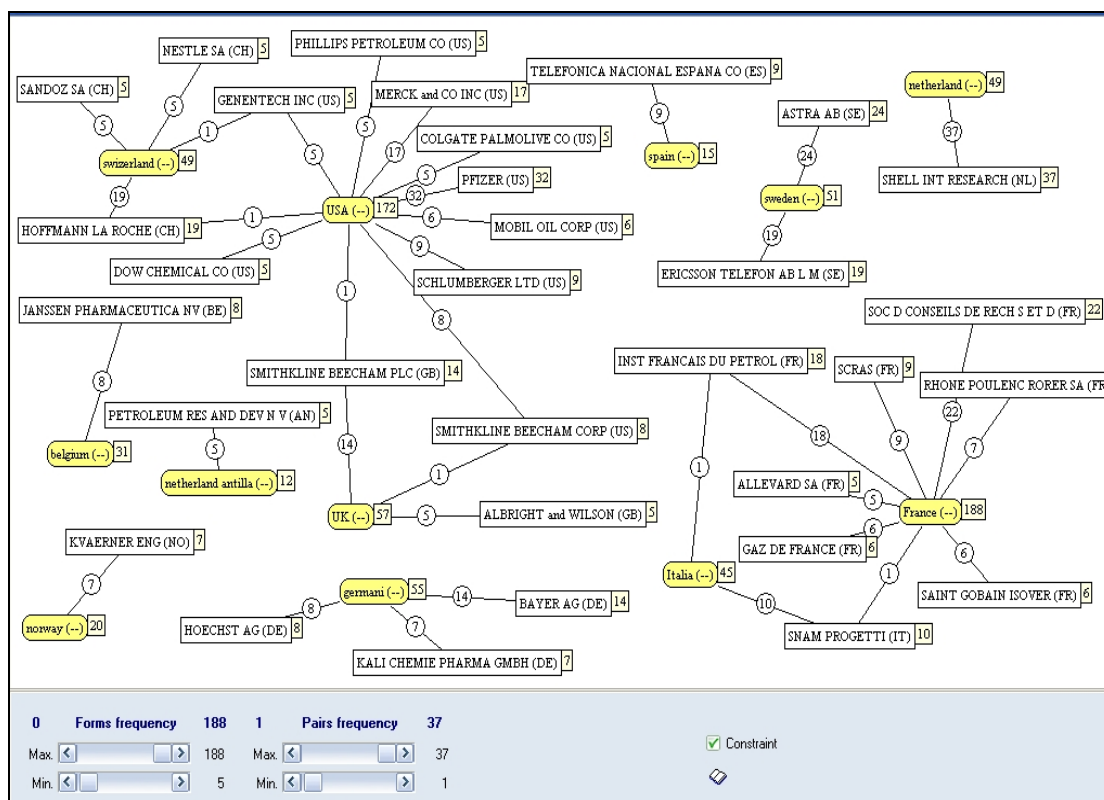 PHILLIPS PETROLEUM CO (US) 5
NESTLE SA (CH) 5
TELEFONICA NACIONAL ESPANA CO (ES) 9
SANDOZ SA (CH) 5
GENENTECH INC (US) 5
MERCK and CO INC (US) 17
netherland (--) 49
ASTRA AB (SE) 24
5
5
1
5
5
17
9
37
COLGATE PALMOLIVE CO (US) 5
swizerland (--) 49
spain (--) 15
24
5
PFIZER (US) 32
SHELL INT RESEARCH (NL) 37
19
32
USA (--) 172
sweden (--) 51
1
6
MOBIL OIL CORP (US) 6
HOFFMANN LA ROCHE (CH) 19
5
9
19
DOW CHEMICAL CO (US) 5
SCHLUMBERGER LTD (US) 9
ERICSSON TELEFON AB L M (SE) 19
JANSSEN PHARMACEUTICA NV (BE) 8
1
8
SOC D CONSEILS DE RECH S ET D (FR) 22
INST FRANCAIS DU PETROL (FR) 18
SCRAS (FR) 9
8
SMITHKLINE BEECHAM PLC (GB) 14
RHONE POULENC RORER SA (FR
PETROLEUM RES AND DEV N V (AN) 5
22
SMITHKLINE BEECHAM CORP (US) 8
18
9
7
5
14
belgium (--) 31
1
1
netherland antilla (--) 12
ALLEVARD SA (FR) 5
5
UK (--) 57
5
ALBRIGHT and WILSON (GB) 5
France (--) 188
6
KVAERNER ENG (NO) 7
GAZ DE FRANCE (FR) 6
6
1
7
Italia (--) 45
germani (--) 55
14
BAYER AG (DE) 14
10
SAINT GOBAIN ISOVER (FR) 6
8
norway (--) 20
HOECHST AG (DE) 8
7
SNAM PROGETTI (IT) 10
KALI CHEMIE PHARMA GMBH (DE) 7
0 Forms frequency 188 1 Pairs frequency 37
Max. 188 Max. 37
Min. 5 Min. 1
Constraint